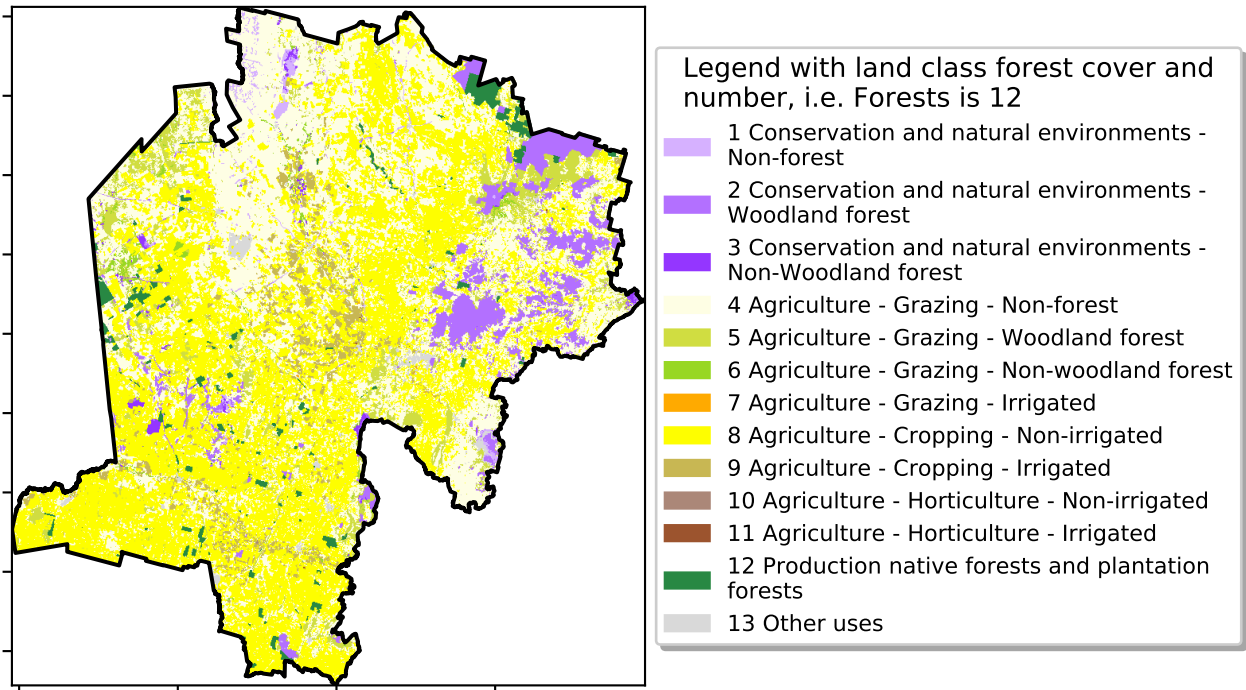 Legend with land class forest cover and
number, i.e. Forests is 12
1 Conservation and natural environments -
Non-forest
2 Conservation and natural environments -
Woodland forest
3 Conservation and natural environments -
Non-Woodland forest
4 Agriculture - Grazing - Non-forest
5 Agriculture - Grazing - Woodland forest
6 Agriculture - Grazing - Non-woodland forest
7 Agriculture - Grazing - Irrigated
8 Agriculture - Cropping - Non-irrigated
9 Agriculture - Cropping - Irrigated
10 Agriculture - Horticulture - Non-irrigated
11 Agriculture - Horticulture - Irrigated
12 Production native forests and plantation
forests
13 Other uses